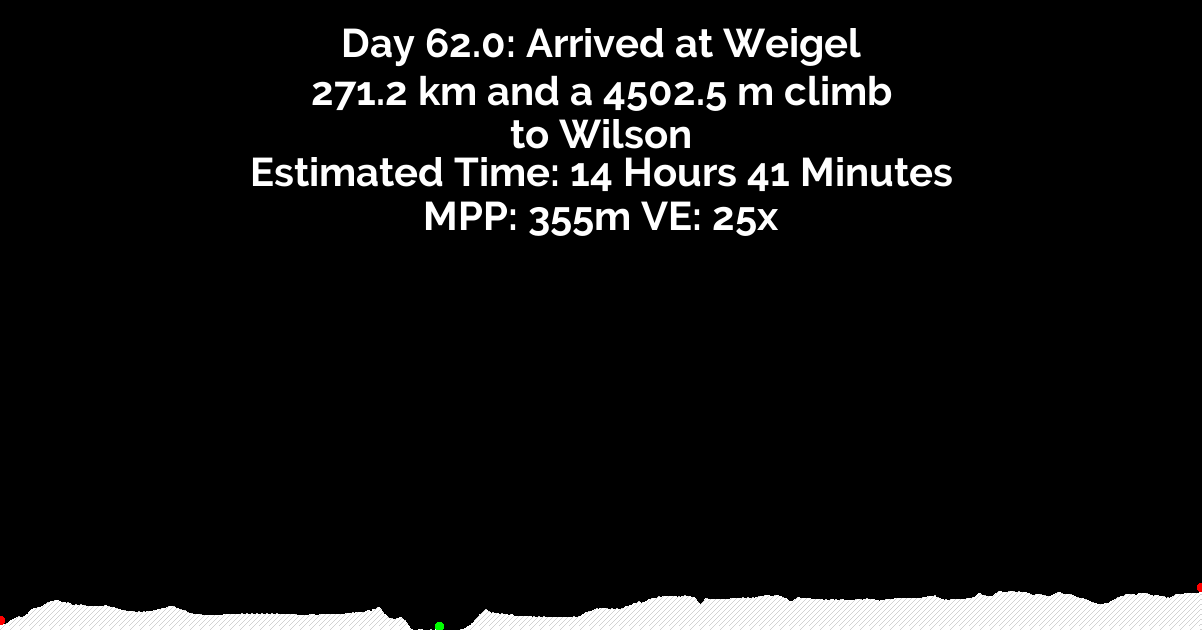 Day 62.0: Arrived at Weigel
271.2 km and a 4502.5 m climb
to Wilson
Estimated Time: 14 Hours 41 Minutes
MPP: 355m VE: 25x